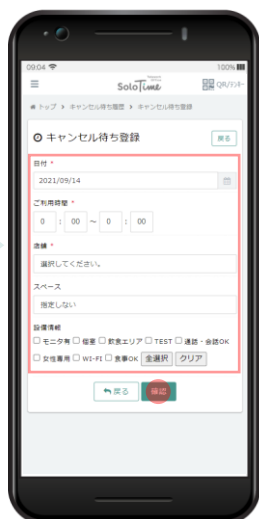 09:04 100%
SoloTime QR/ﾃｽｷｰ
トップ > キャンセル待ち履歴 > キャンセル待ち登録
キャンセル待ち登録 戻る
日付 *
2021/09/14
ご利用時間 *
0 : 00 ～ 0 : 00
店舗 *
選択してください。
スペース
指定しない
設備情報
モニタ有 個室 飲食エリア TEST 通話・会話OK
女性専用 WI-FI 食事OK 全選択 クリア
戻る 確認